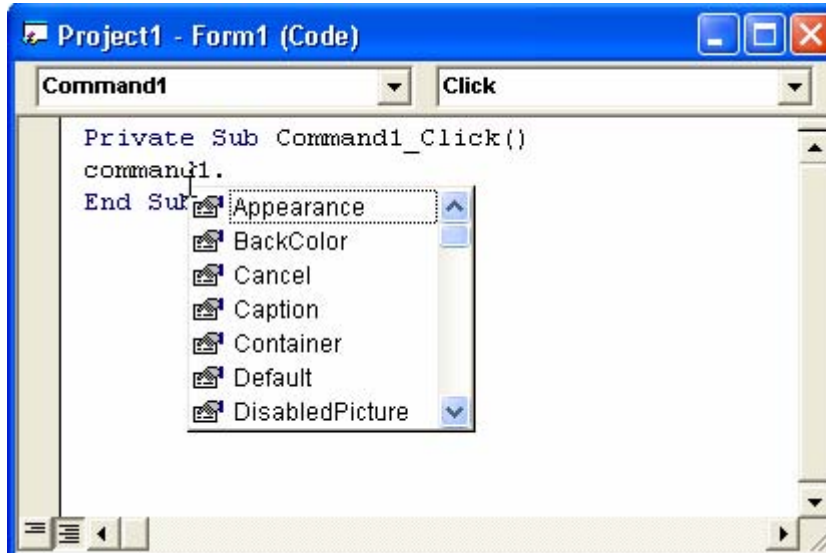 Project1 - Form1 (Code)
Command1 Click
Private Sub Command1_Click()
command1.
End Sub
Appearance
BackColor
Cancel
Caption
Container
Default
DisabledPicture